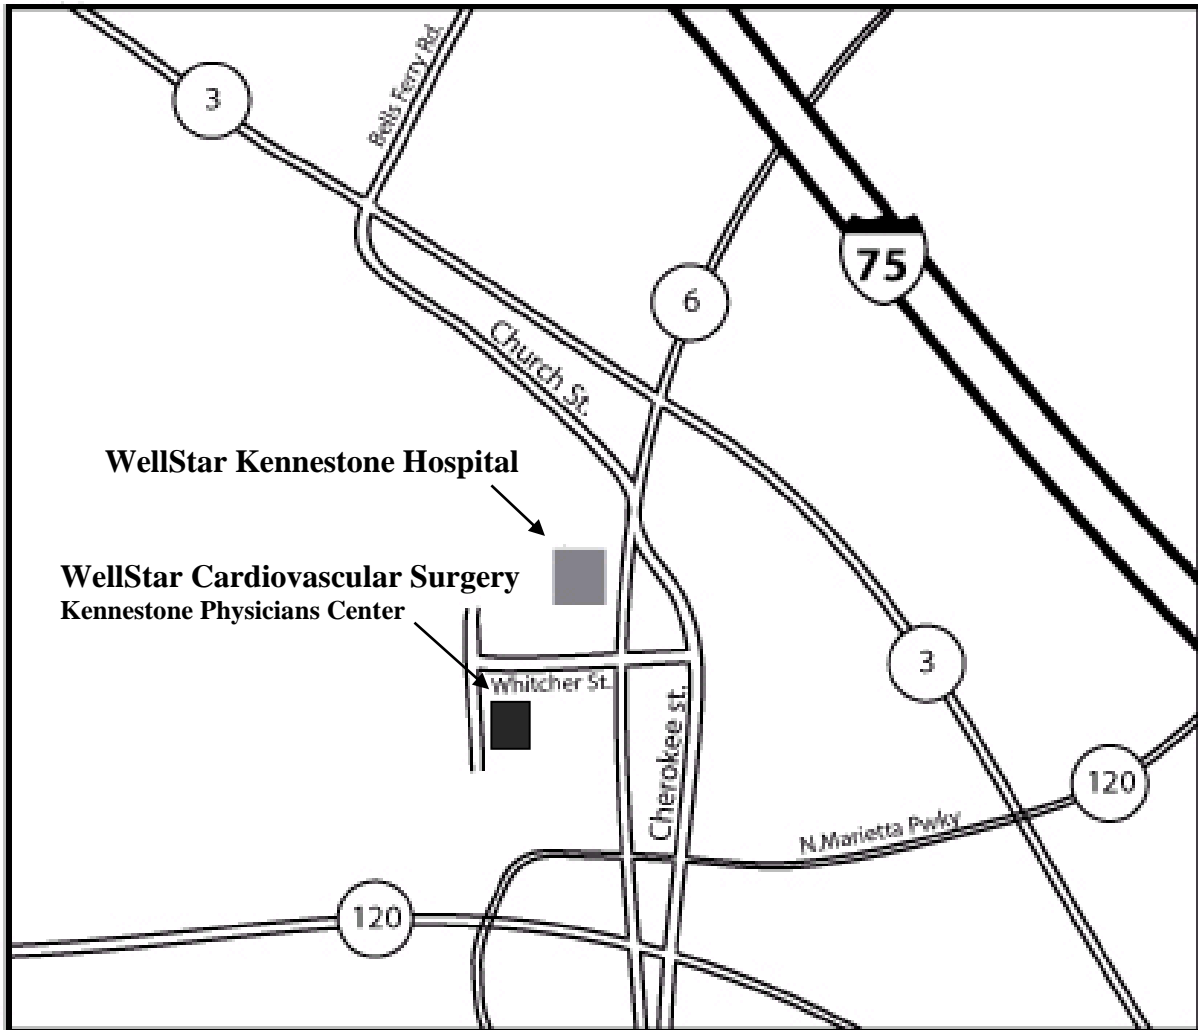 Bells Ferry Rd.
3
75
6
Church St.
WellStar Kennestone Hospital
WellStar Cardiovascular Surgery
Kennestone Physicians Center
Whitcher St.
3
Cherokee st.
120
N.Marietta Pwky
120